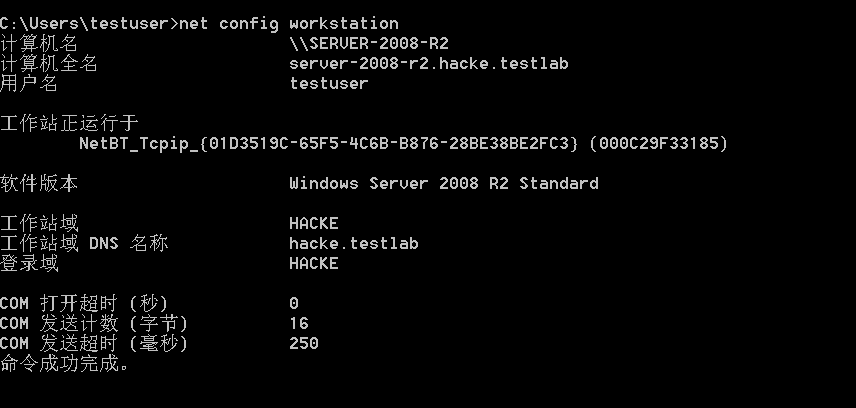 C:\Users\testuser>net config workstation
计算机名 \\SERVER-2008-R2
计算机全名 server-2008-r2.hacke.testlab
用户名 testuser
工作站正运行于
NetBT_Tcpip_{01D3519C-65F5-4C6B-B876-28BE38BE2FC3} (000C29F33185)
软件版本 Windows Server 2008 R2 Standard
工作站域 HACKE
工作站域 DNS 名称 hacke.testlab
登录域 HACKE
COM 打开超时 (秒) 0
COM 发送计数 (字节) 16
COM 发送超时 (毫秒) 250
命令成功完成。